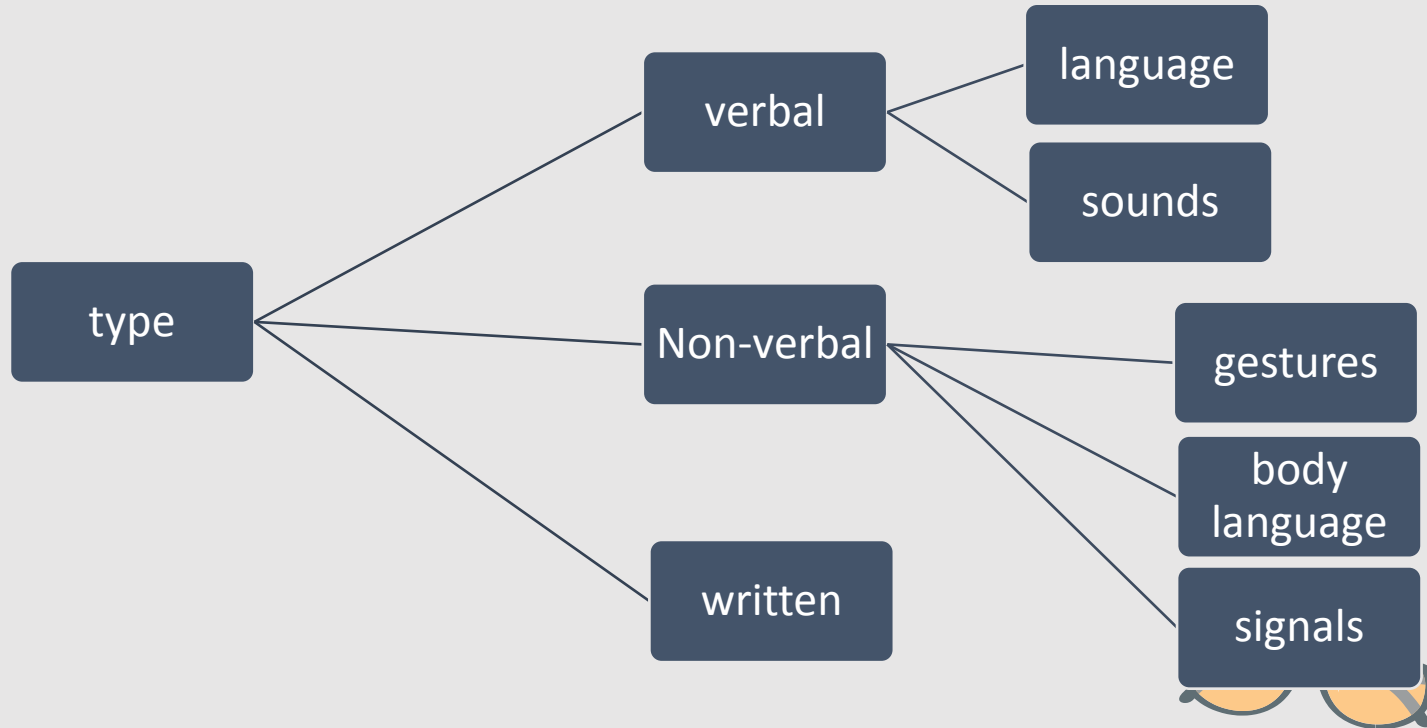 type
verbal
language
sounds
Non-verbal
gestures
body
language
signals
written